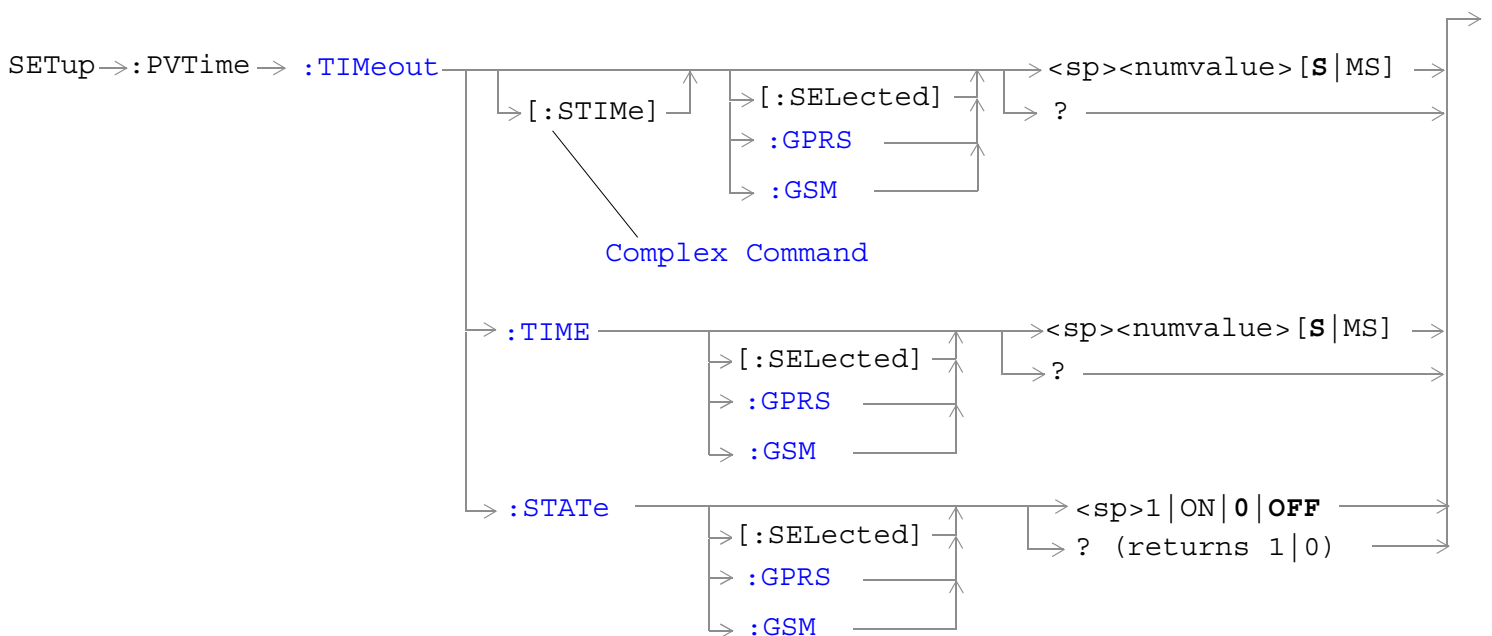 SETup :PVTime :TIMeout <sp><numvalue>[S|MS]
[:SELected]
[:STIMe] ?
:GPRS
:GSM
Complex Command
:TIME <sp><numvalue>[S|MS]
[:SELected]
?
:GPRS
:GSM
:STATe <sp>1|ON|0|OFF
[:SELected] ? (returns 1|0)
:GPRS
:GSM